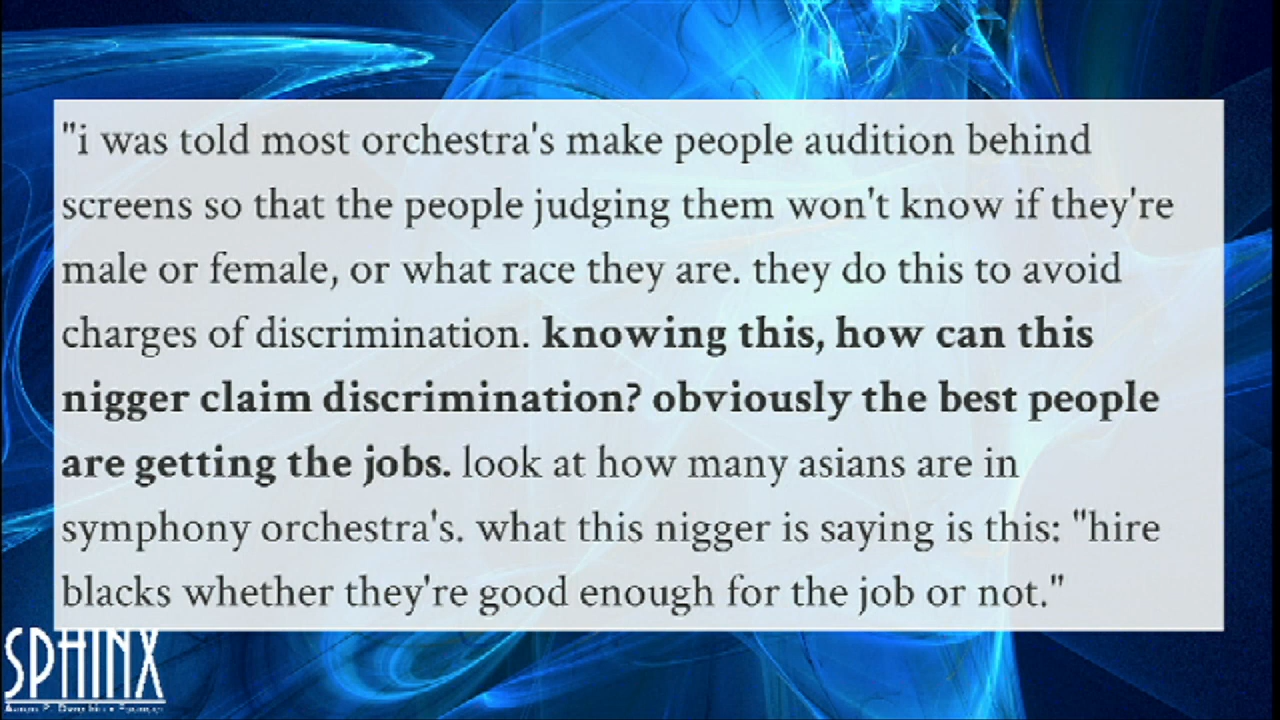 "i was told most orchestra's make people audition behind
screens so that the people judging them won't know if they're
male or female, or what race they are. they do this to avoid
charges of discrimination. knowing this, how can this
nigger claim discrimination? obviously the best people
are getting the jobs. look at how many asians are in
symphony orchestra's. what this nigger is saying is this: "hire
blacks whether they're good enough for the job or not."
SPHINX